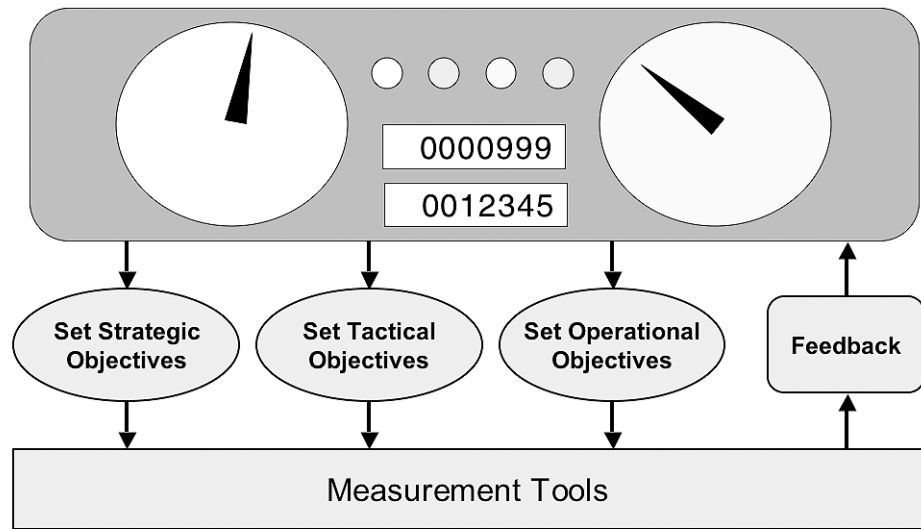 0000999
0012345
Set Strategic
Objectives
Set Tactical
Objectives
Set Operational
Objectives
Feedback
Measurement Tools